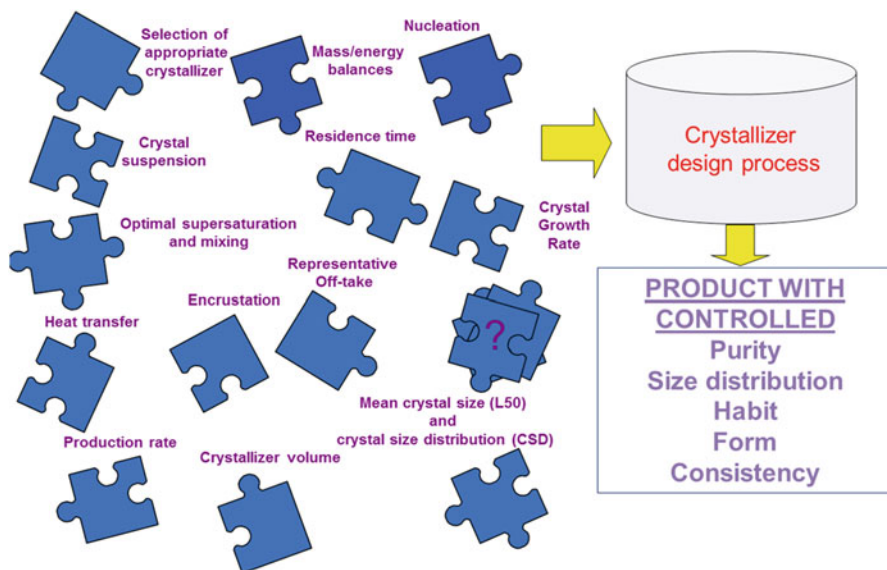 Selection of
appropriate
crystallizer
Mass/energy
balances
Nucleation
Crystal
suspension
Residence time
Optimal supersaturation
and mixing
Crystal
Growth
Rate
Representative
Off-take
Encrustation
Heat transfer
?
Mean crystal size (L50)
and
crystal size distribution (CSD)
Production rate
Crystallizer volume
Crystallizer
design process
PRODUCT WITH
CONTROLLED
Purity
Size distribution
Habit
Form
Consistency